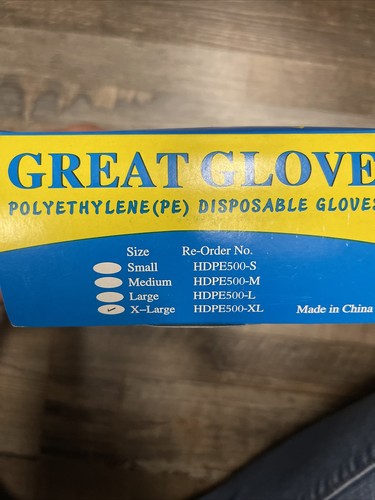 GREAT GLOVE
POLYETHYLENE(PE) DISPOSABLE GLOVES
Size Re-Order No.
Small HDPE500-S
Medium HDPE500-M
Large HDPE500-L
X-Large HDPE500-XL
Made in China